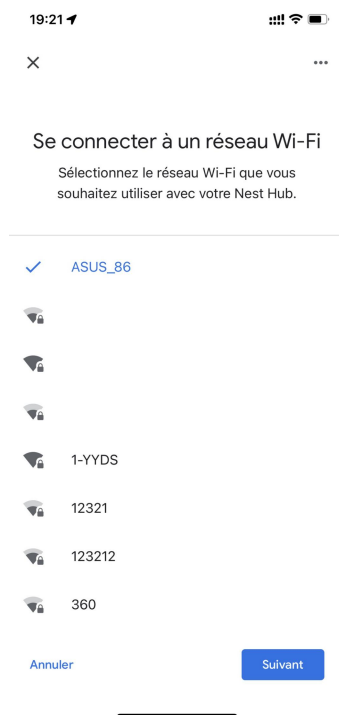 19:21
Se connecter à un réseau Wi-Fi
Sélectionnez le réseau Wi-Fi que vous
souhaitez utiliser avec votre Nest Hub.
ASUS_86
1-YYDS
12321
123212
360
Annuler
Suivant